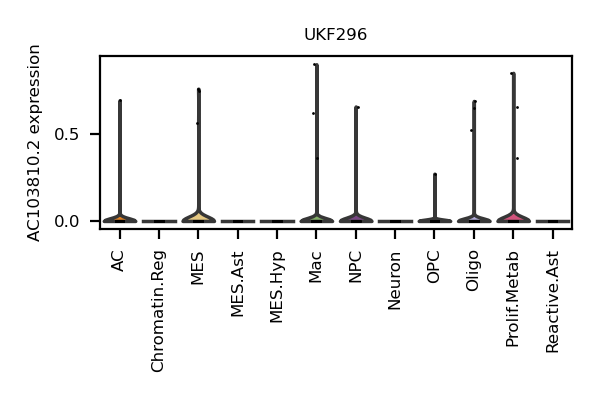 UKF296
AC103810.2 expression
0.5
0.0
AC
Chromatin.Reg
MES
MES.Ast
MES.Hyp
Mac
NPC
Neuron
OPC
Oligo
Prolif.Metab
Reactive.Ast